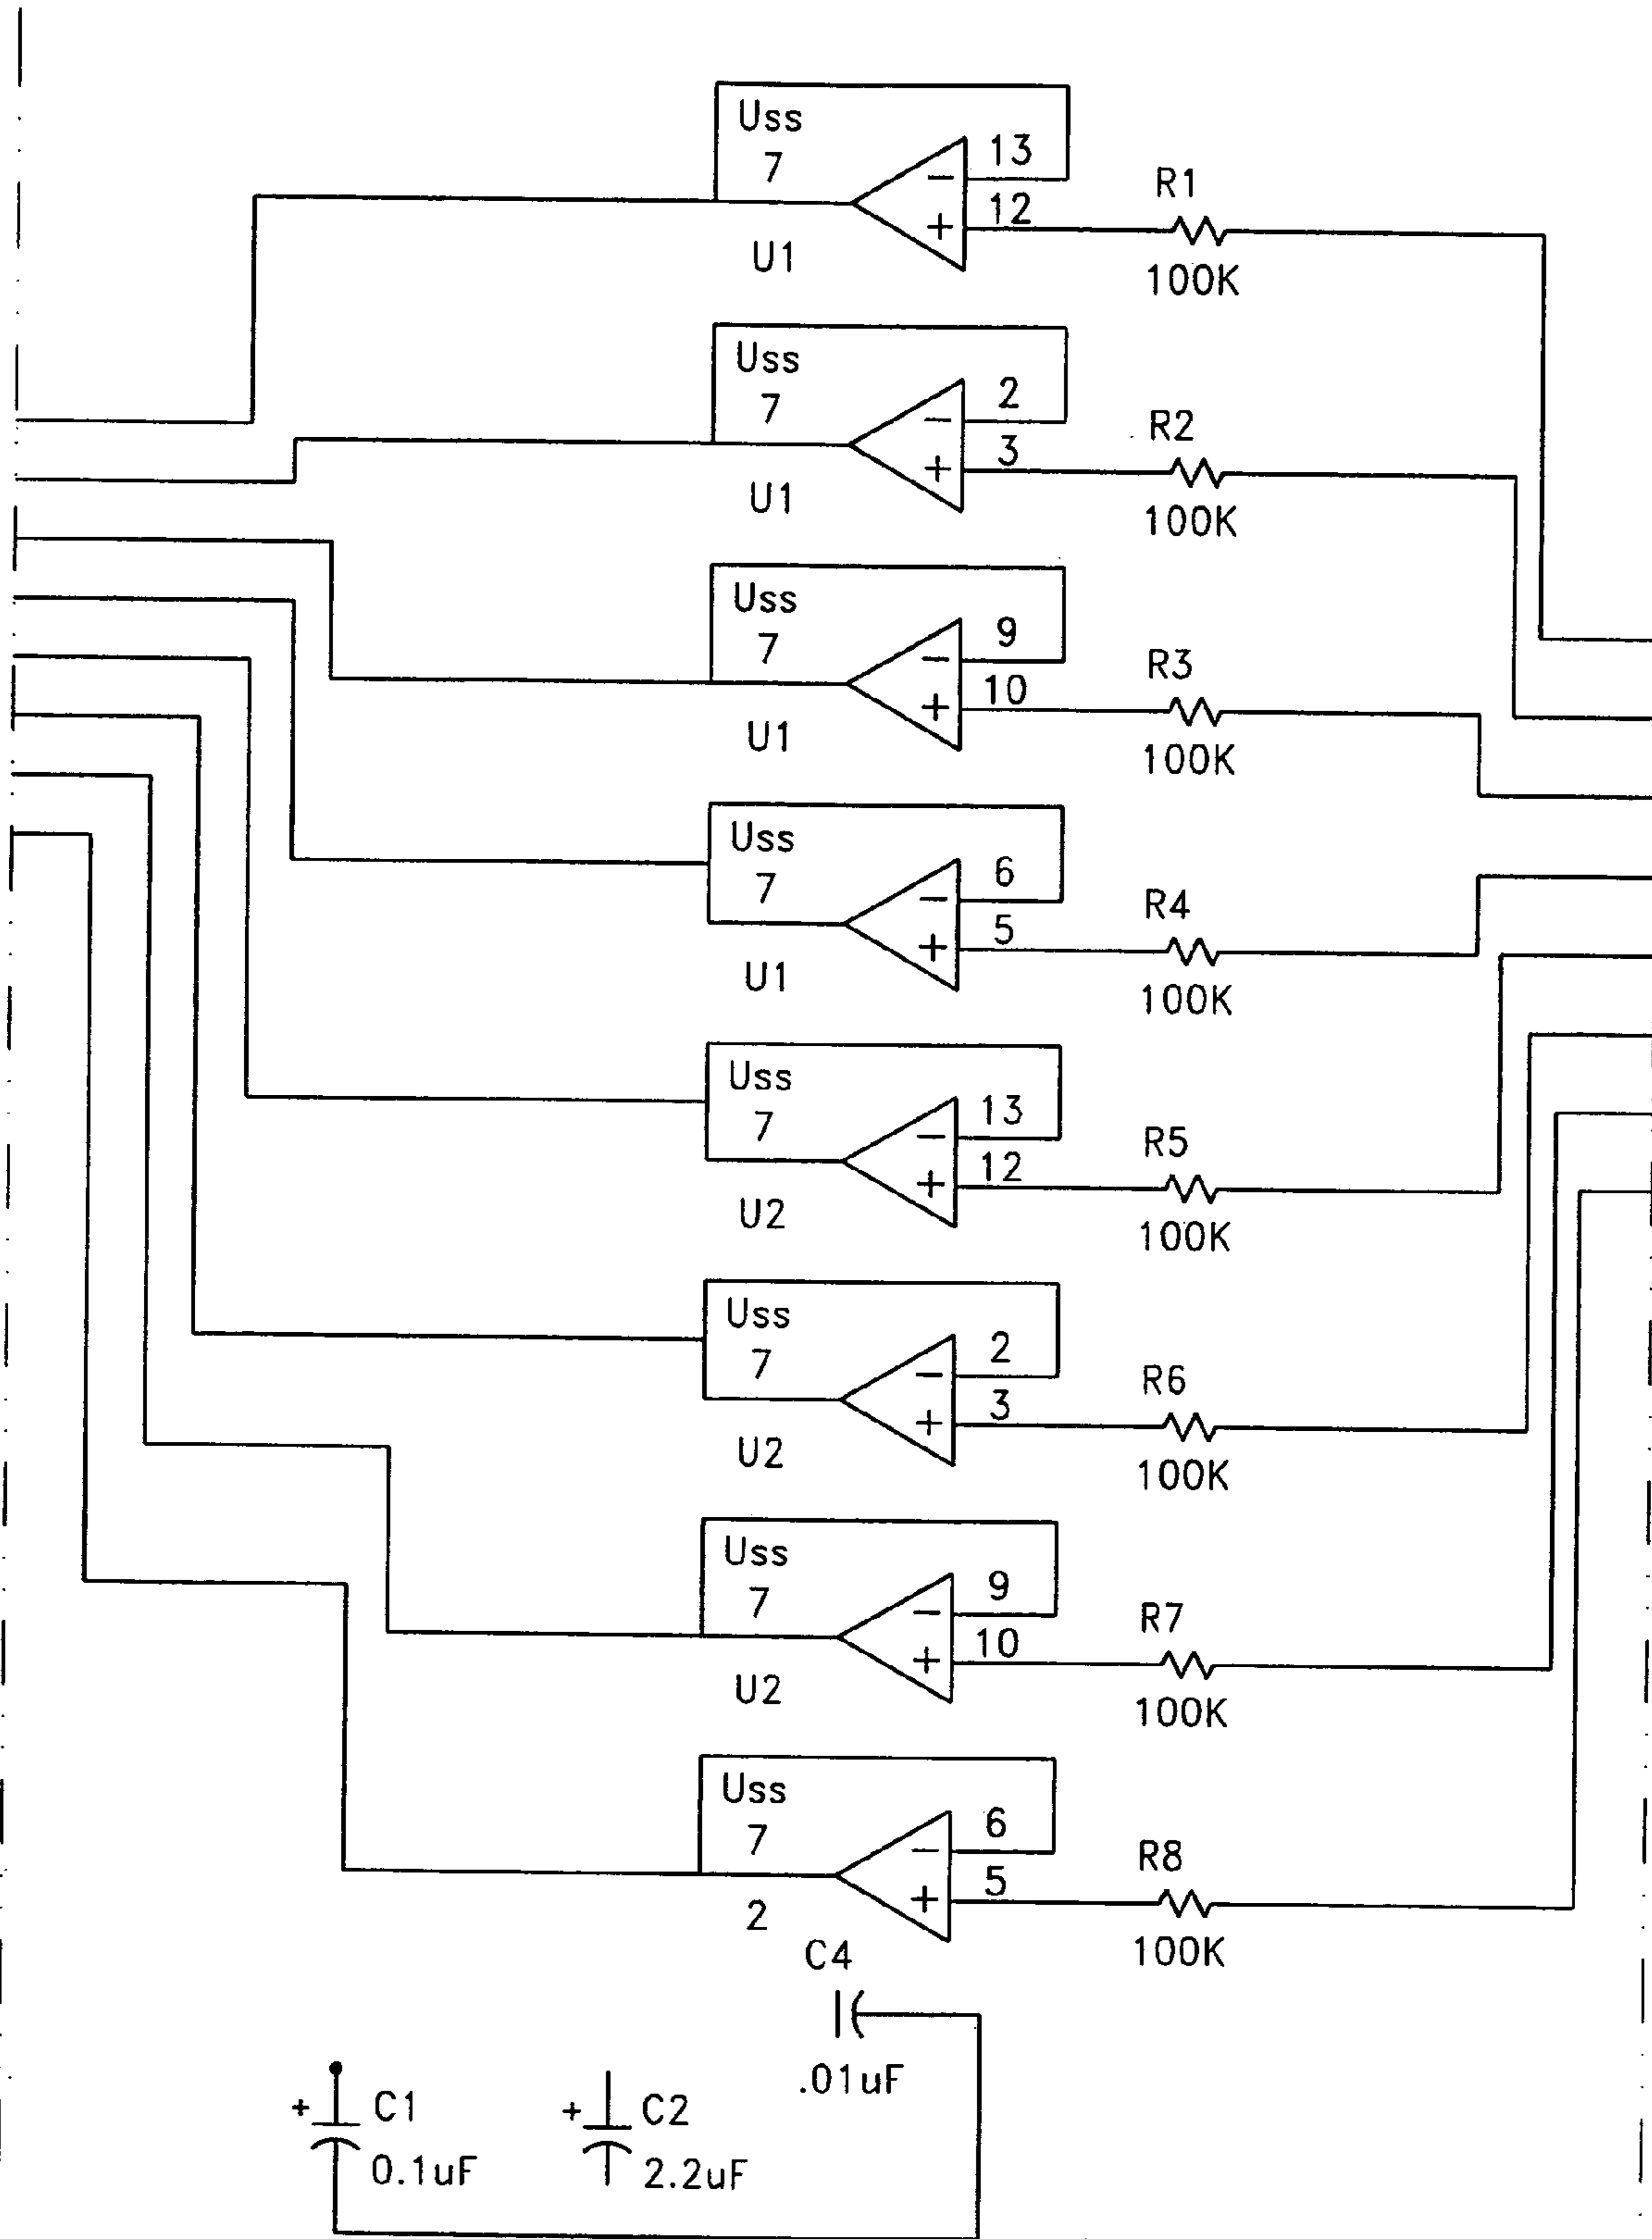 Uss
7
−
13
+
12
U1
R1
100K
Uss
7
−
2
+
3
U1
R2
100K
Uss
7
−
9
+
10
U1
R3
100K
Uss
7
−
6
+
5
U1
R4
100K
Uss
7
−
13
+
12
U2
R5
100K
Uss
7
−
2
+
3
U2
R6
100K
Uss
7
−
9
+
10
U2
R7
100K
Uss
7
−
6
+
5
2
R8
100K
C4
.01uF
+
C1
0.1uF
+
C2
2.2uF